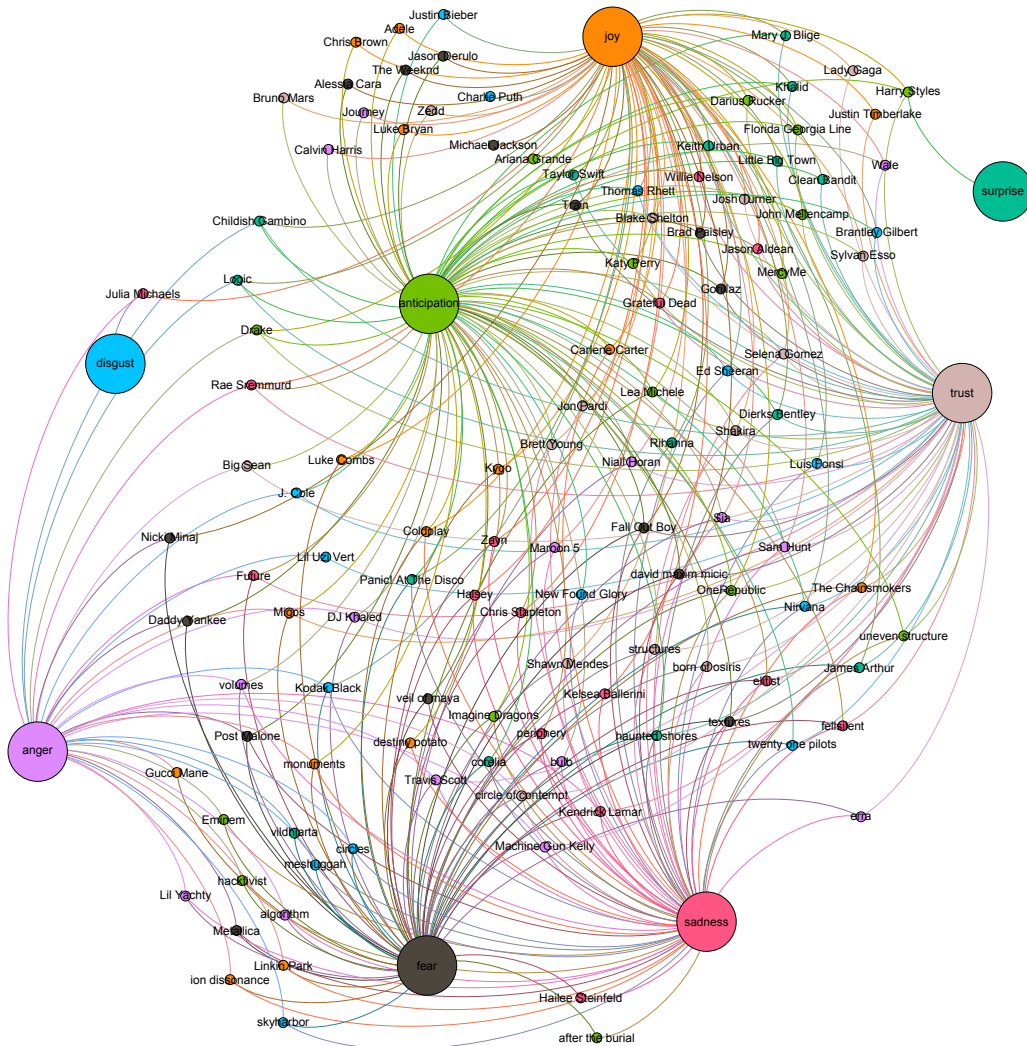 Justin Bieber
Adele
joy
Mary J. Blige
Chris Brown
Jason Derulo
The Weeknd
Lady Gaga
Alessia Cara
Khalid
Harry Styles
Bruno Mars
Charlie Puth
Darius Rucker
Journey
Zedd
Justin Timberlake
Luke Bryan
Florida Georgia Line
Calvin Harris
Michael Jackson
Keith Urban
Ariana Grande
Little Big Town
Wale
Taylor Swift
Willie Nelson
Clean Bandit
surprise
Thomas Rhett
Josh Turner
Train
John Mellencamp
Childish Gambino
Blake Shelton
Brad Paisley
Brantley Gilbert
Jason Aldean
Sylvan Esso
Katy Perry
MercyMe
Logic
Julia Michaels
Gorillaz
anticipation
Grateful Dead
Drake
Carlene Carter
Selena Gomez
disgust
Ed Sheeran
Rae Sremmurd
Lea Michele
trust
Jon Pardi
Dierks Bentley
Shakira
Brett Young
Rihanna
Big Sean
Luke Combs
Kygo
Niall Horan
Luis Fonsi
J. Cole
Coldplay
Fall Out Boy
Sia
Nicki Minaj
Zayn
Maroon 5
Sam Hunt
Lil Uzi Vert
Future
Panic! At The Disco
david maxim micic
Halsey
New Found Glory
OneRepublic
The Chainsmokers
Migos
Chris Stapleton
Nirvana
Daddy Yankee
DJ Khaled
uneven structure
structures
Shawn Mendes
born of osiris
James Arthur
volumes
Kodak Black
Kelsea Ballerini
elitist
veil of maya
Imagine Dragons
textures
fellsilent
Post Malone
periphery
haunted shores
anger
destiny potato
twenty one pilots
Gucci Mane
monuments
corelia
bulb
Travis Scott
circle of contempt
Eminem
Kendrick Lamar
erra
vildhjarta
circles
Machine Gun Kelly
meshuggah
hacktivist
Lil Yachty
algorithm
sadness
Metallica
Linkin Park
fear
ion dissonance
Hailee Steinfeld
skyharbor
after the burial